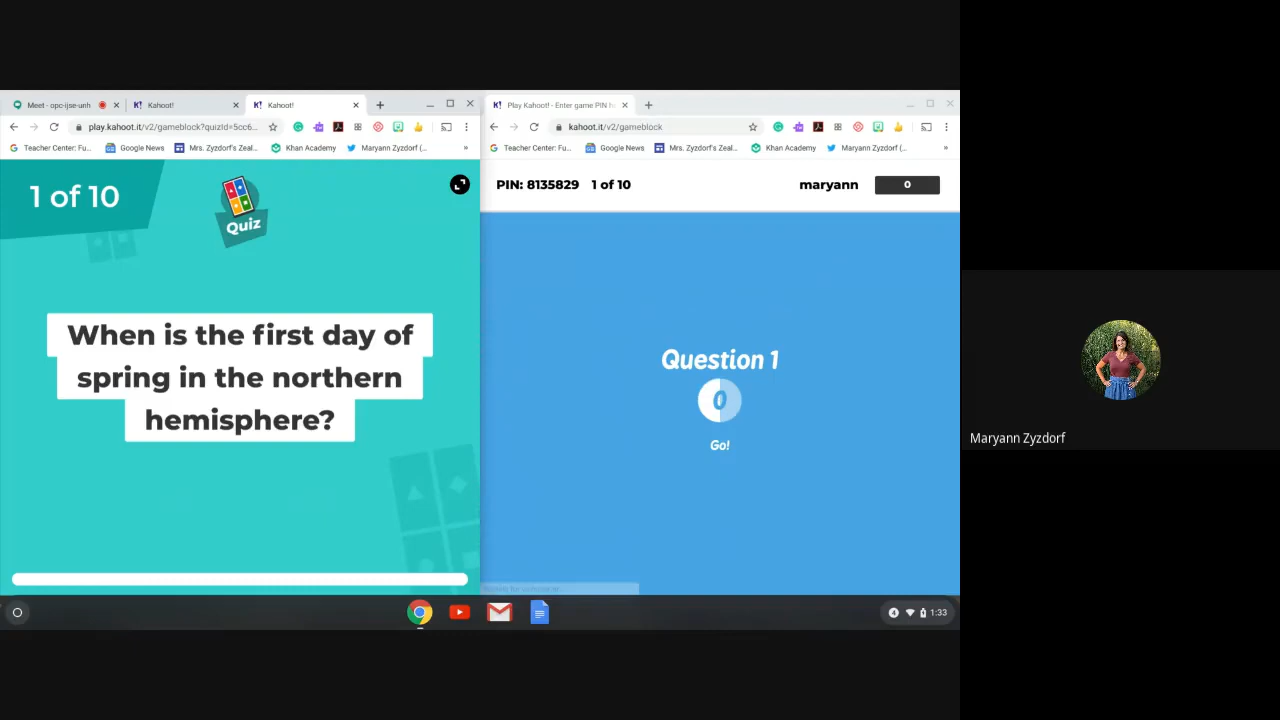 Meet - opc-ijse-unh
Kahoot!
Kahoot!
play.kahoot.it/v2/gameblock?quizId=5cc6...
Teacher Center: Fu...
Google News
Mrs. Zyzdorf's Zeal...
Khan Academy
Maryann Zyzdorf (...
»
1 of 10
Quiz
When is the first day of
spring in the northern
hemisphere?
Play Kahoot! - Enter game PIN h
kahoot.it/v2/gameblock
Teacher Center: Fu...
Google News
Mrs. Zyzdorf's Zeal...
Khan Academy
Maryann Zyzdorf (...
»
PIN: 8135829 1 of 10
maryann
0
Question 1
0
Go!
4
1:33
Maryann Zyzdorf